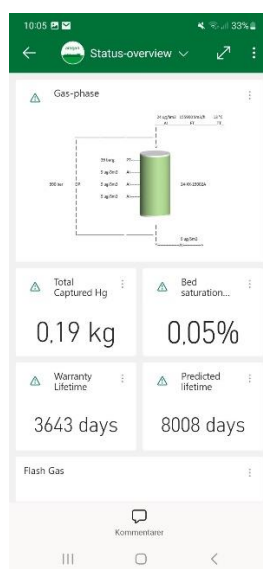 10:05
33%
Status-overview
Gas-phase
Total
Captured Hg
Bed
saturation...
0,19 kg
0,05%
Warranty
Lifetime
Predicted
lifetime
3643 days
8008 days
Flash Gas
Kommentarer